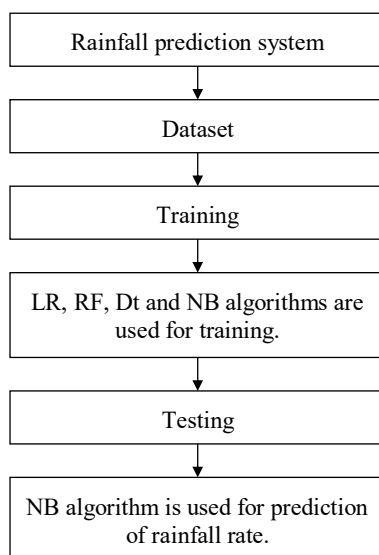 Rainfall prediction system
Dataset
Training
LR, RF, Dt and NB algorithms are
used for training.
Testing
NB algorithm is used for prediction
of rainfall rate.